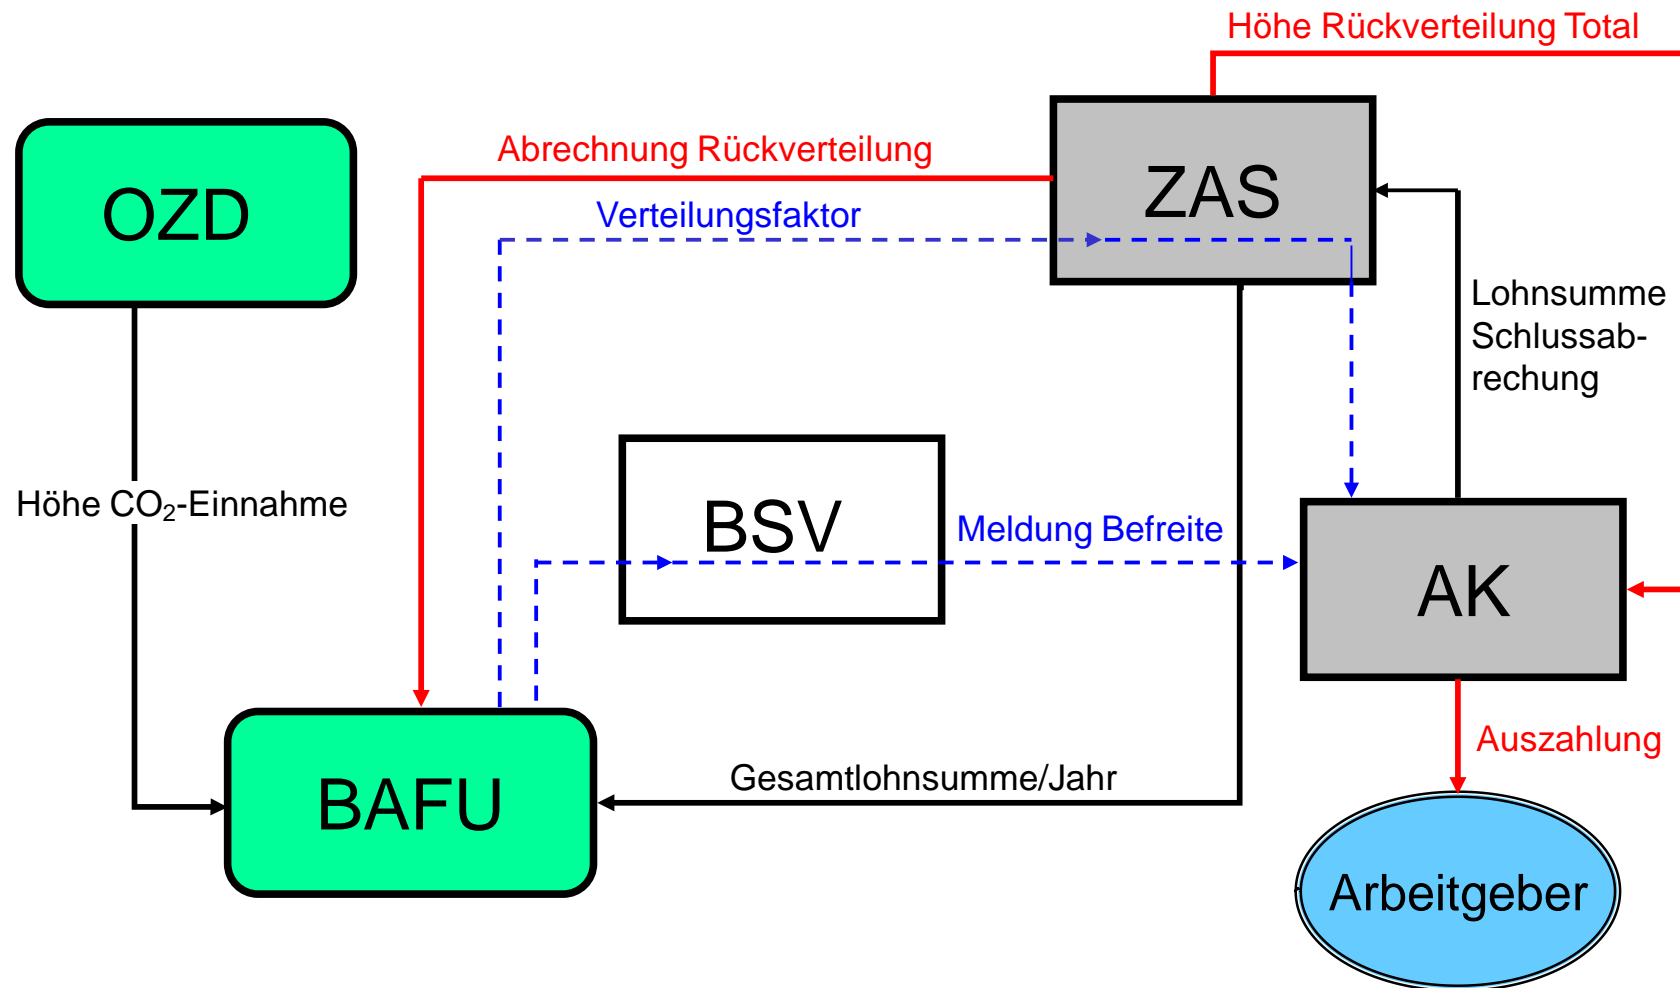 Höhe Rückverteilung Total
Abrechnung Rückverteilung
OZD
ZAS
Verteilungsfaktor
Lohnsumme
Schlussab-
rechung
Höhe CO₂-Einnahme
BSV
Meldung Befreite
AK
Auszahlung
Gesamtlohnsumme/Jahr
BAFU
Arbeitgeber